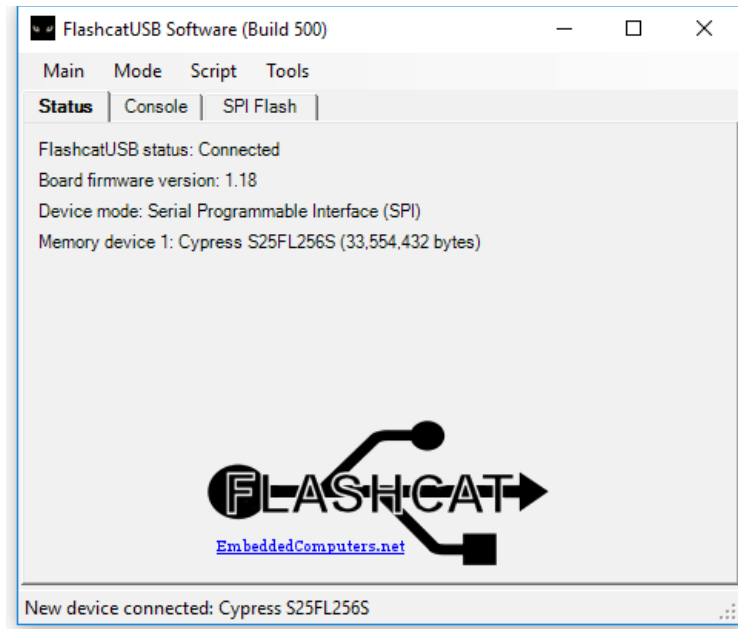 FlashcatUSB Software (Build 500)
Main Mode Script Tools
Status Console SPI Flash
FlashcatUSB status: Connected
Board firmware version: 1.18
Device mode: Serial Programmable Interface (SPI)
Memory device 1: Cypress S25FL256S (33,554,432 bytes)
FLASHCAT
EmbeddedComputers.net
New device connected: Cypress S25FL256S